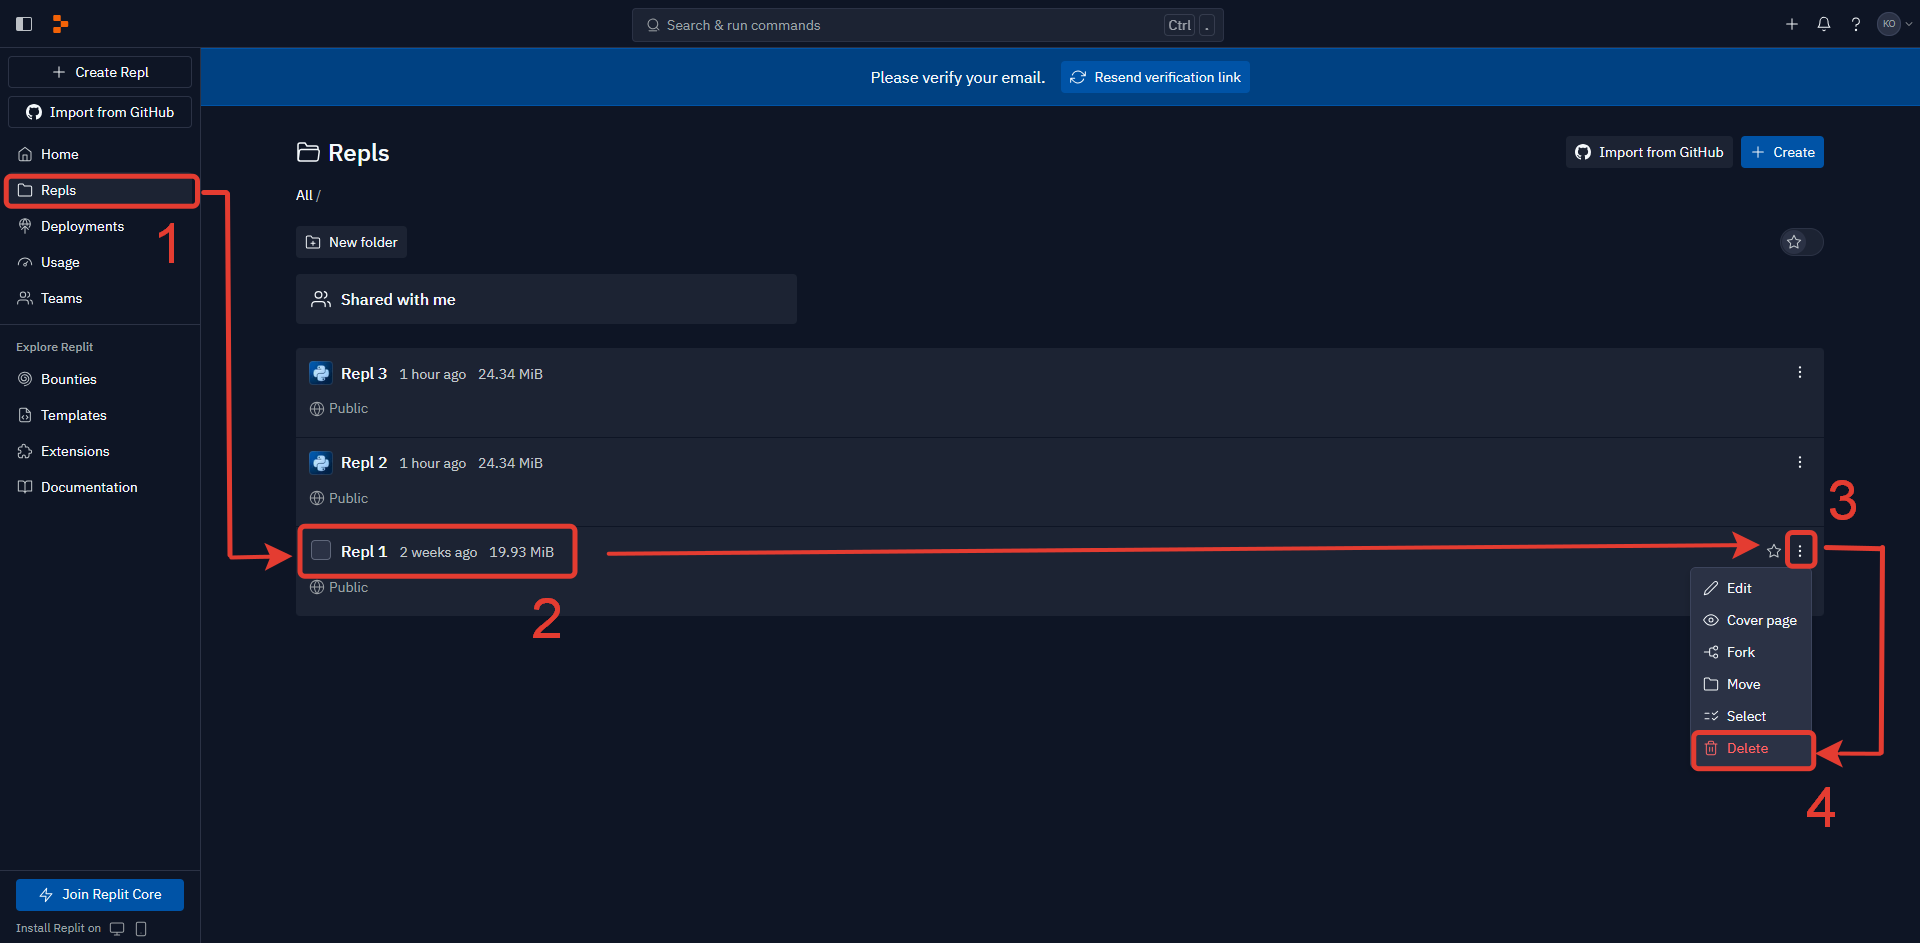 Search & run commands Ctrl .
KO
Create Repl
Import from GitHub
Home
Repls
1
Deployments
Usage
Teams
Explore Replit
Bounties
Templates
Extensions
Documentation
Join Replit Core
Install Replit on
Please verify your email. Resend verification link
Repls
Import from GitHub
Create
All /
New folder
Shared with me
Repl 3 1 hour ago 24.34 MiB
Public
Repl 2 1 hour ago 24.34 MiB
Public
3
Repl 1 2 weeks ago 19.93 MiB
Public
2
Edit
Cover page
Fork
Move
Select
Delete
4